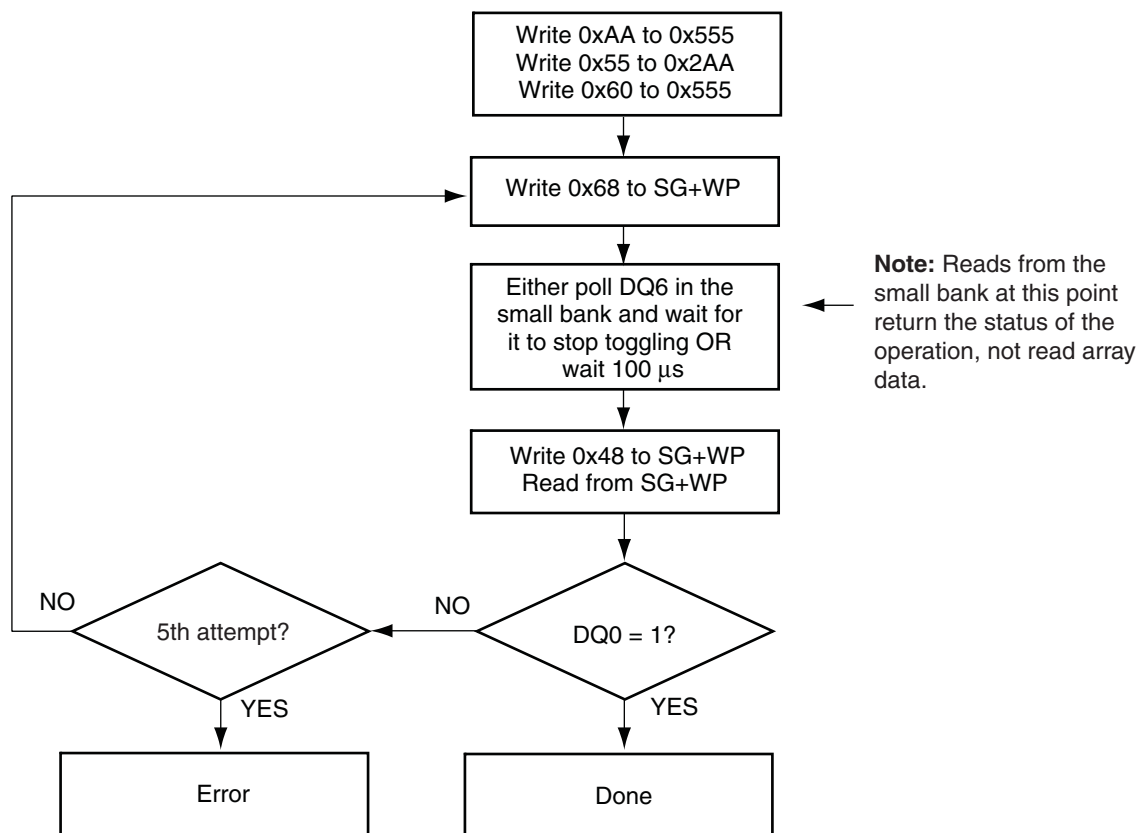 Write 0xAA to 0x555
Write 0x55 to 0x2AA
Write 0x60 to 0x555
Write 0x68 to SG+WP
Either poll DQ6 in the
small bank and wait for
it to stop toggling OR
wait 100 μs
Note: Reads from the
small bank at this point
return the status of the
operation, not read array
data.
Write 0x48 to SG+WP
Read from SG+WP
NO
5th attempt?
NO
DQ0 = 1?
YES
YES
Error
Done